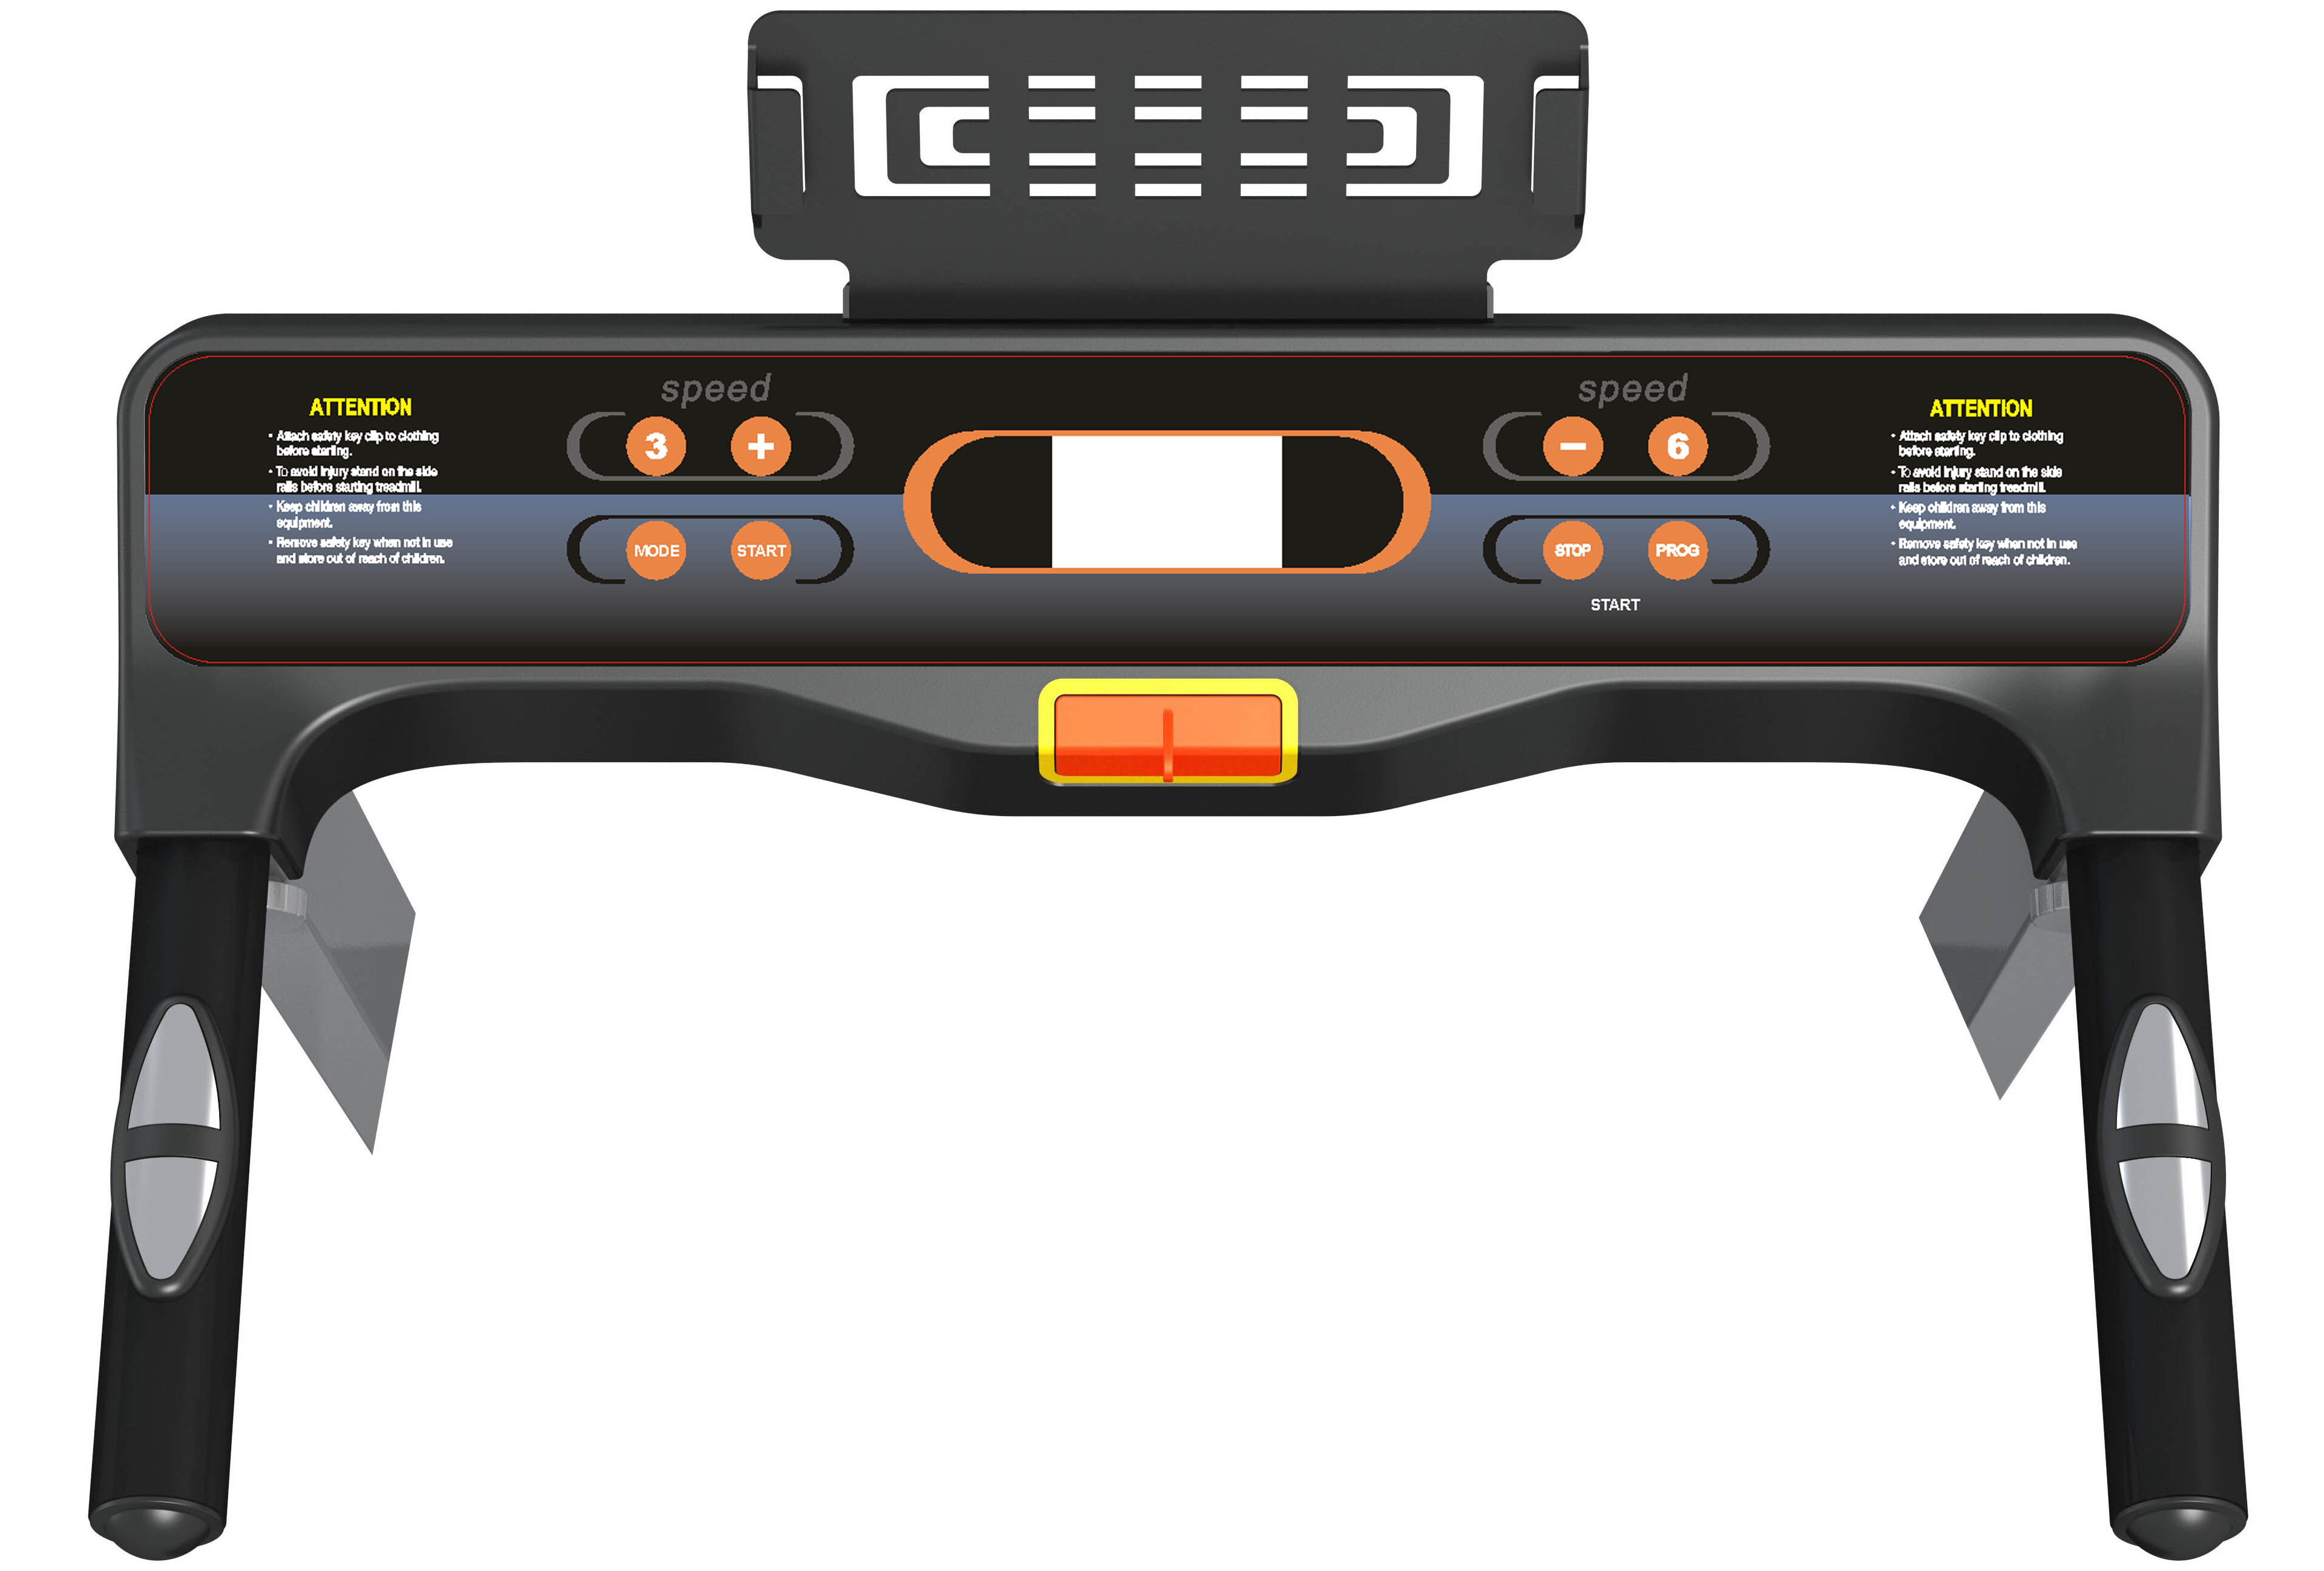 ATTENTION
• Attach safety key clip to clothing
before starting.
• To avoid injury stand on the side
rails before starting treadmill.
• Keep children away from this
equipment.
• Remove safety key when not in use
and store out of reach of children.
speed
3 +
MODE START
speed
− 6
STOP PROG
START
ATTENTION
• Attach safety key clip to clothing
before starting.
• To avoid injury stand on the side
rails before starting treadmill.
• Keep children away from this
equipment.
• Remove safety key when not in use
and store out of reach of children.